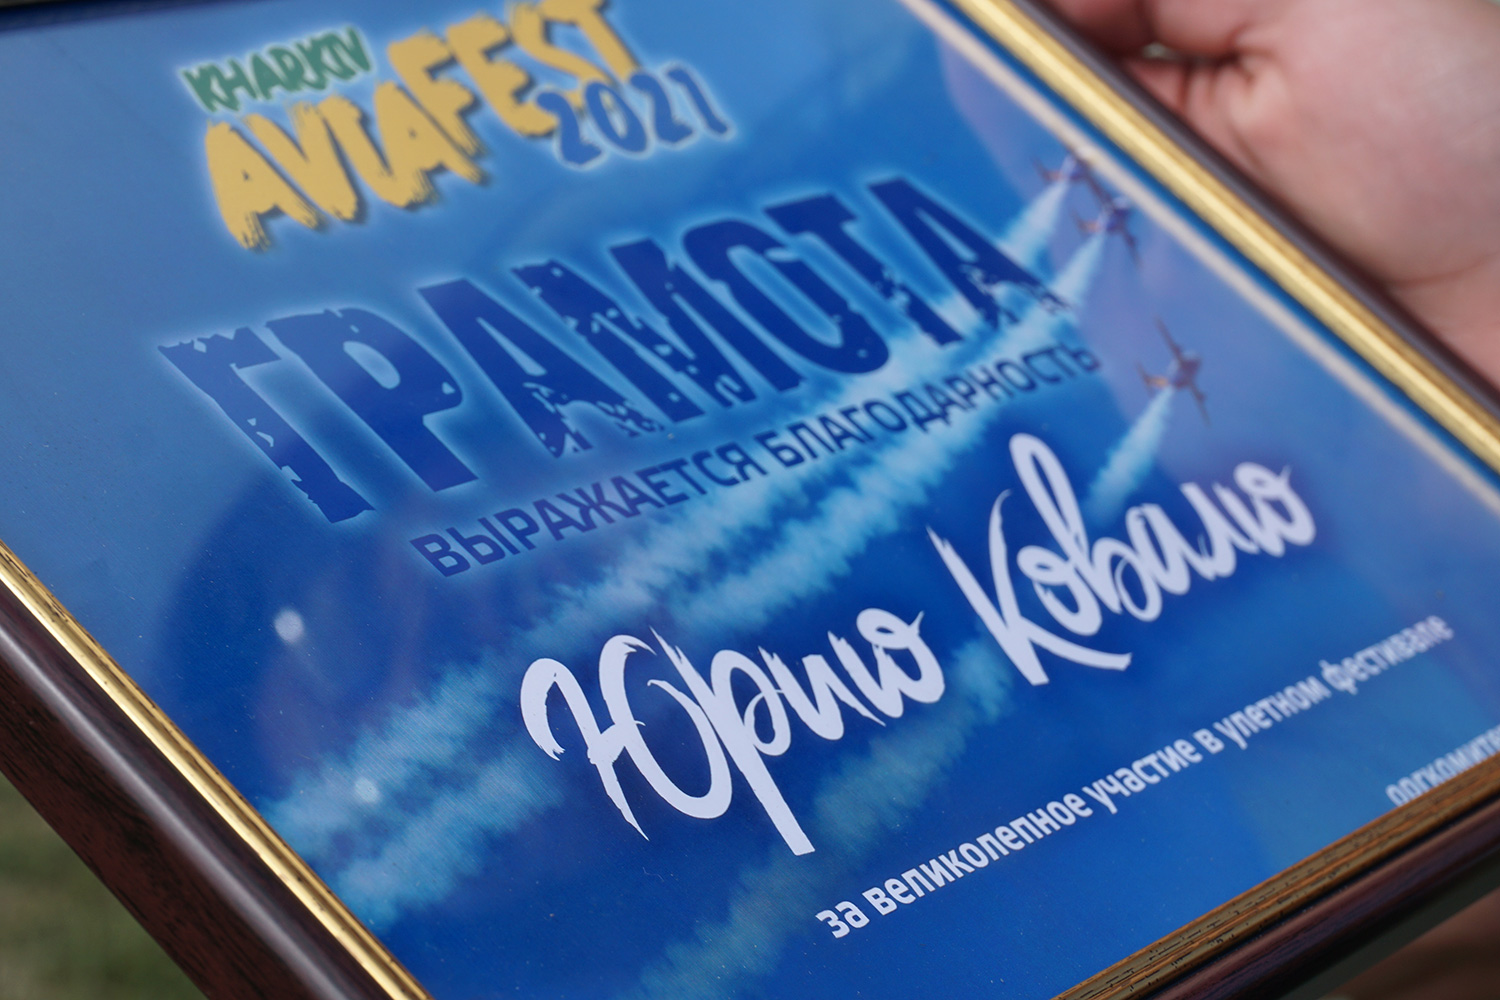 KHARKIV
AVIAFEST
2021
ГРАМОТА
ВЫРАЖАЕТСЯ БЛАГОДАРНОСТЬ
Юрию Ковалю
за великолепное участие в улетном фестивале